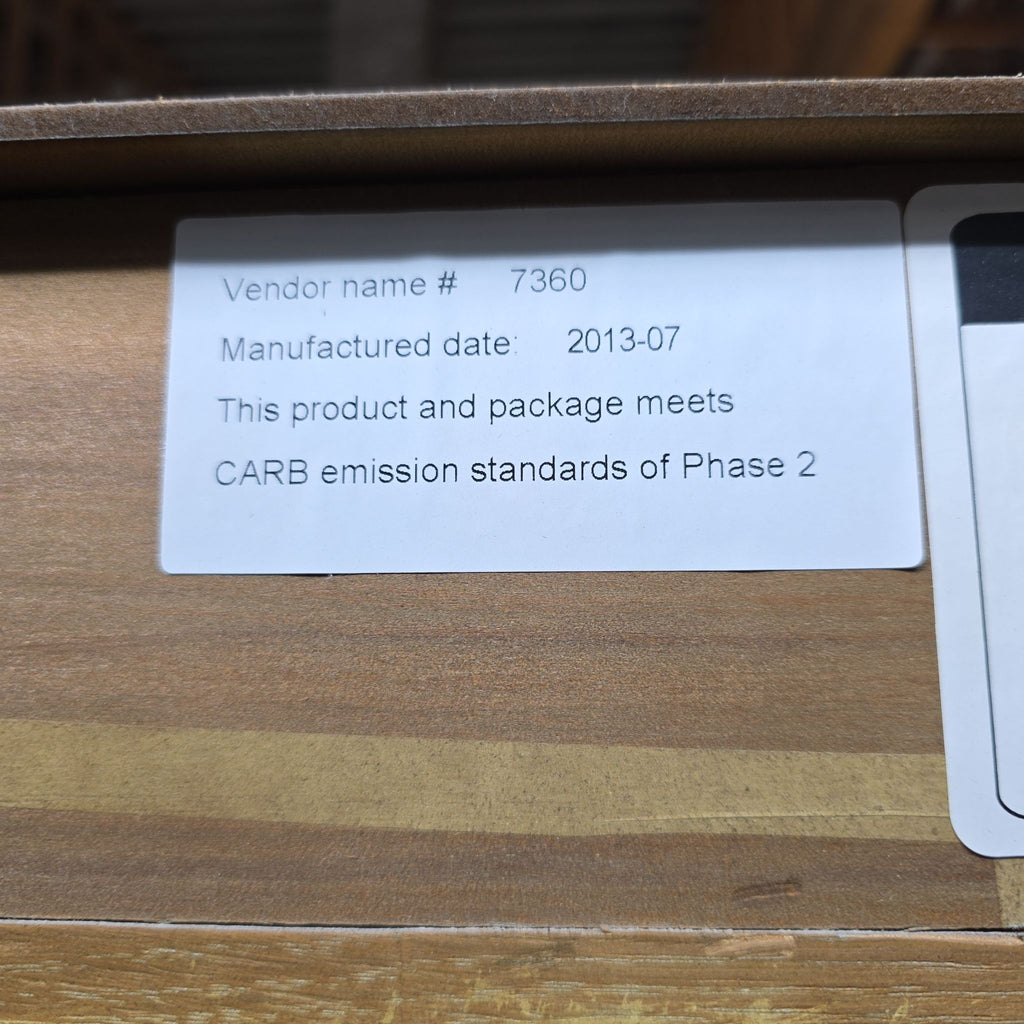 Vendor name # 7360
Manufactured date: 2013-07
This product and package meets
CARB emission standards of Phase 2